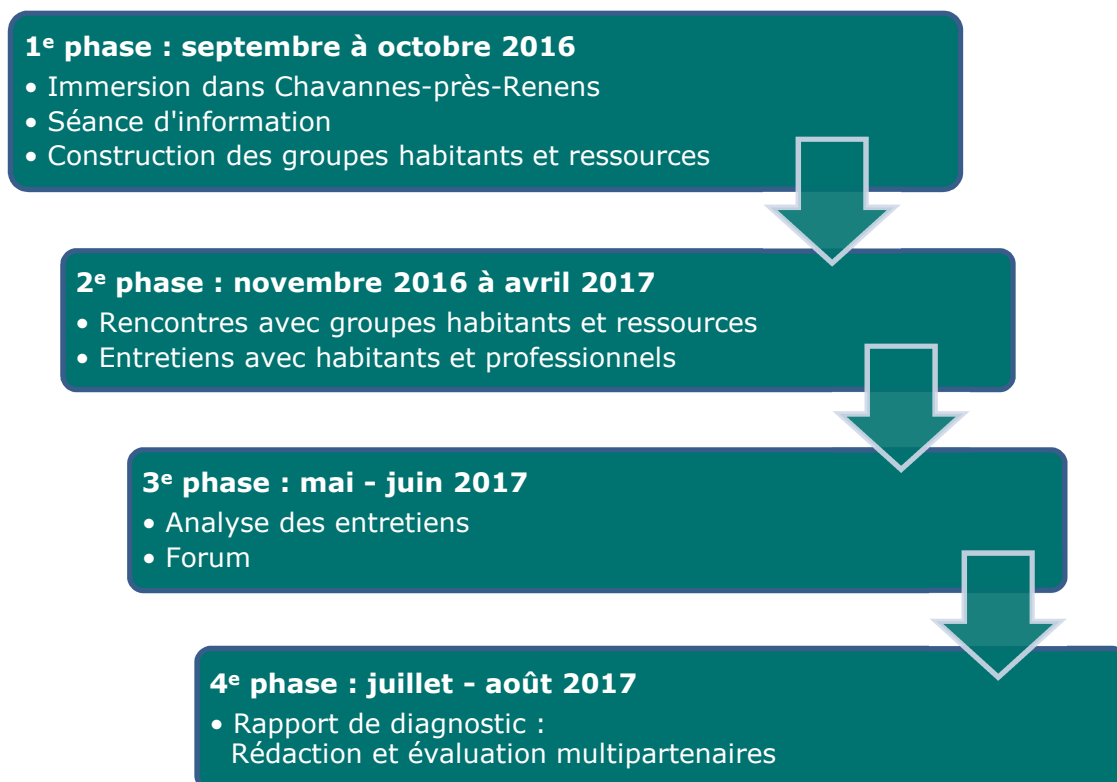 1e phase : septembre à octobre 2016
• Immersion dans Chavannes-près-Renens
• Séance d'information
• Construction des groupes habitants et ressources
2e phase : novembre 2016 à avril 2017
• Rencontres avec groupes habitants et ressources
• Entretiens avec habitants et professionnels
3e phase : mai - juin 2017
• Analyse des entretiens
• Forum
4e phase : juillet - août 2017
• Rapport de diagnostic :
Rédaction et évaluation multipartenaires